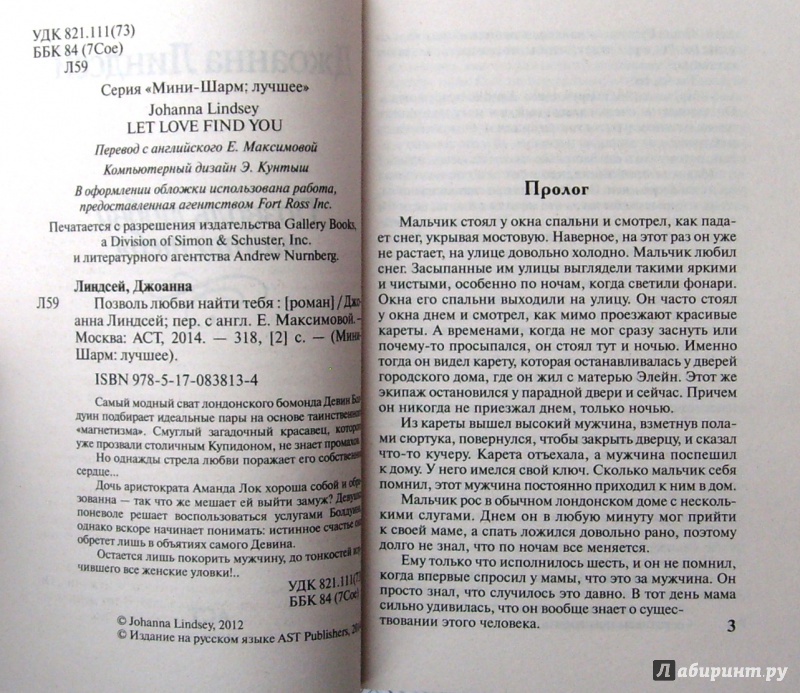 УДК 821.111(73)
ББК 84 (7Сое)
Л59
Серия «Мини-Шарм: лучшее»
Johanna Lindsey
LET LOVE FIND YOU
Перевод с английского Е. Максимовой
Компьютерный дизайн Э. Кунтыш
В оформлении обложки использована работа,
предоставленная агентством Fort Ross Inc.
Печатается с разрешения издательства Gallery Books,
a Division of Simon & Schuster, Inc.
и литературного агентства Andrew Nurnberg.
Линдсей, Джоанна
Л59 Позволь любви найти тебя : [роман] / Джо-
анна Линдсей; пер. с англ. Е. Максимовой. –
Москва: АСТ, 2014. — 318, [2] с. — (Мини-
Шарм: лучшее).
ISBN 978-5-17-083813-4
Самый модный сват лондонского бомонда Девин Бол-
дуин подбирает идеальные пары на основе таинственного
«магнетизма». Смуглый загадочный красавец, которого
уже прозвали столичным Купидоном, не знает промахов.
Но однажды стрела любви поражает его собственное
сердце...
Дочь аристократа Аманда Лок хороша собой и обра-
зованна — так что же мешает ей выйти замуж? Девушка
поневоле решает воспользоваться услугами Болдуина,
однако вскоре начинает понимать: истинное счастье она
обретет лишь в объятиях самого Девина.
Остается лишь покорить мужчину, до тонкостей изу-
чившего все женские уловки!..
УДК 821.111(73)
ББК 84 (7Сое)
© Johanna Lindsey, 2012
© Издание на русском языке AST Publishers, 2014
Пролог
Мальчик стоял у окна спальни и смотрел, как пада-
ет снег, укрывая мостовую. Наверное, на этот раз он уже
не растает, на улице довольно холодно. Мальчик любил
снег. Засыпанные им улицы выглядели такими яркими
и чистыми, особенно по ночам, когда светили фонари.
Окна его спальни выходили на улицу. Он часто стоял
у окна днем и смотрел, как мимо проезжают красивые
кареты. А временами, когда не мог сразу заснуть или
почему-то просыпался, он стоял тут и ночью. Именно
тогда он видел карету, которая останавливалась у дверей
городского дома, где он жил с матерью Элейн. Этот же
экипаж остановился у парадной двери и сейчас. Причем
он никогда не приезжал днем, только ночью.
Из кареты вышел высокий мужчина, взметнув пола-
ми сюртука, повернулся, чтобы закрыть дверцу, и сказал
что-то кучеру. Карета отъехала, а мужчина поспешил
к дому. У него имелся свой ключ. Сколько мальчик себя
помнил, этот мужчина постоянно приходил к ним в дом.
Мальчик рос в обычном лондонском доме с несколь-
кими слугами. Днем он в любую минуту мог прийти
к своей маме, а спать ложился довольно рано, поэтому
долго не знал, что по ночам все меняется.
Ему только что исполнилось шесть, и он не помнил,
когда впервые спросил у мамы, что это за мужчина. Он
просто знал, что случилось это давно. В тот день мама
сильно удивилась, что он вообще знает о суще-
ствовании этого человека.
3
Лабиринт.ру